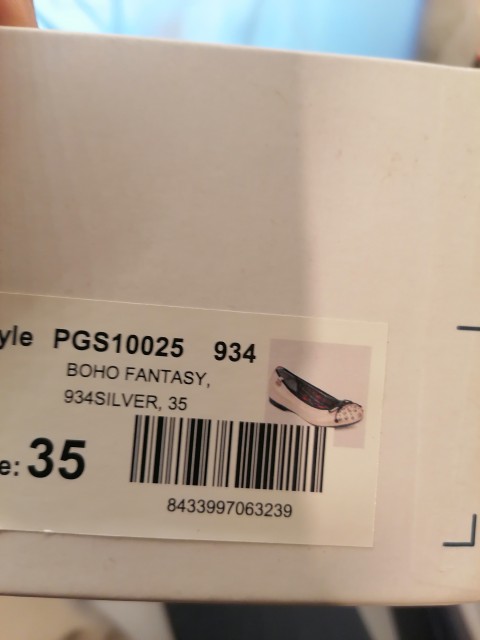 yle PGS10025 934
BOHO FANTASY,
934SILVER, 35
e: 35
8433997063239